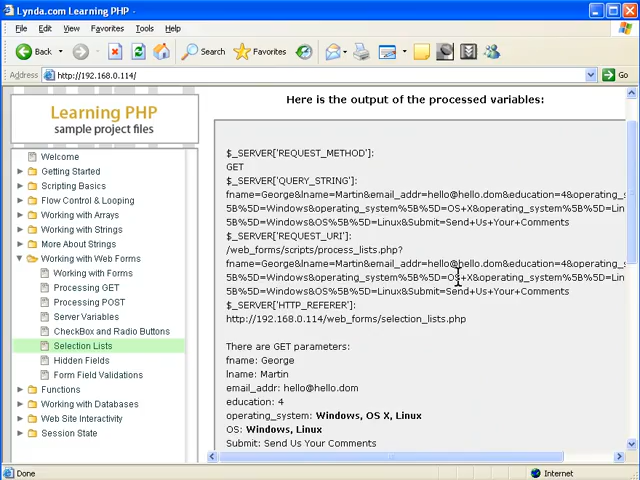 Lynda.com Learning PHP -
File Edit View Favorites Tools Help
Back Search Favorites
Address http://192.168.0.114/ Go
Learning PHP
sample project files
Welcome
Getting Started
Scripting Basics
Flow Control & Looping
Working with Arrays
Working with Strings
More About Strings
Working with Web Forms
Working with Forms
Processing GET
Processing POST
Server Variables
CheckBox and Radio Buttons
Selection Lists
Hidden Fields
Form Field Validations
Functions
Working with Databases
Web Site Interactivity
Session State
Here is the output of the processed variables:
$_SERVER['REQUEST_METHOD']:
GET
$_SERVER['QUERY_STRING']:
fname=George&lname=Martin&email_addr=hello@hello.dom&education=4&operating_s
5B%5D=Windows&operating_system%5B%5D=OS+X&operating_system%5B%5D=Lin
5B%5D=Windows&OS%5B%5D=Linux&Submit=Send+Us+Your+Comments
$_SERVER['REQUEST_URI']:
/web_forms/scripts/process_lists.php?
fname=George&lname=Martin&email_addr=hello@hello.dom&education=4&operating_s
5B%5D=Windows&operating_system%5B%5D=OS+X&operating_system%5B%5D=Lin
5B%5D=Windows&OS%5B%5D=Linux&Submit=Send+Us+Your+Comments
$_SERVER['HTTP_REFERER']:
http://192.168.0.114/web_forms/selection_lists.php
There are GET parameters:
fname: George
lname: Martin
email_addr: hello@hello.dom
education: 4
operating_system: Windows, OS X, Linux
OS: Windows, Linux
Submit: Send Us Your Comments
Done Internet